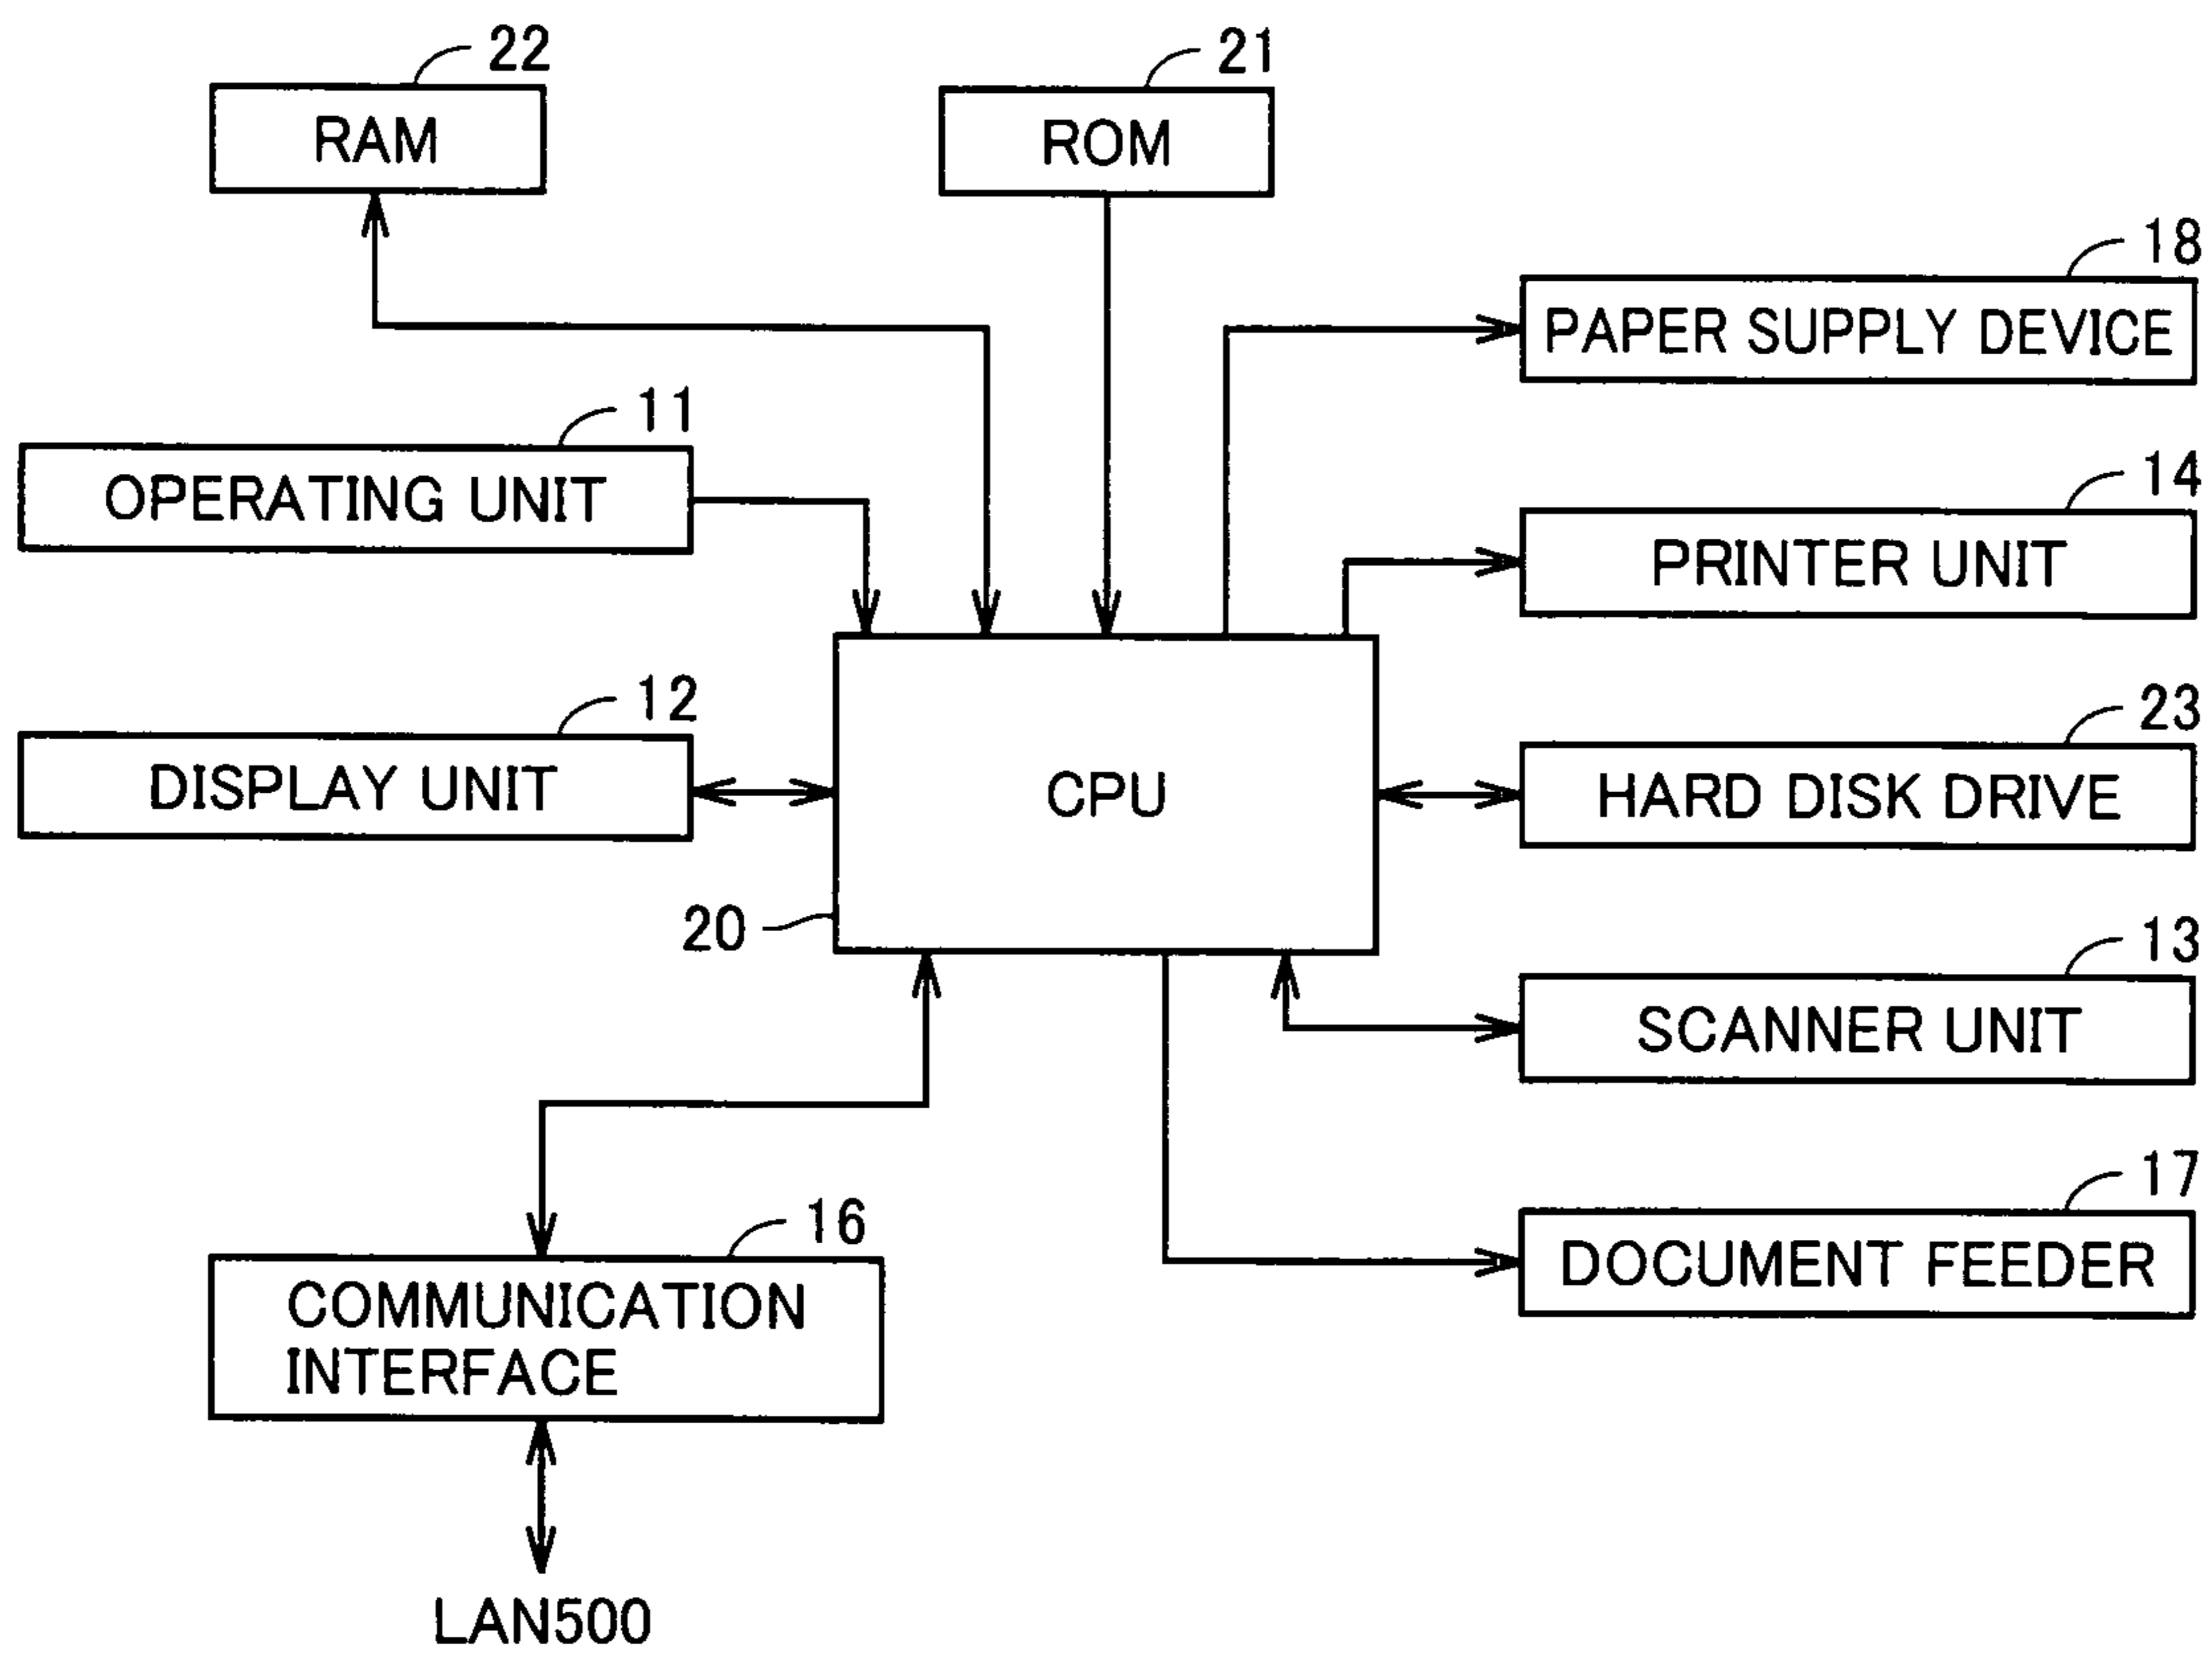 22
RAM
21
ROM
18
PAPER SUPPLY DEVICE
11
OPERATING UNIT
14
PRINTER UNIT
12
DISPLAY UNIT
CPU
20
23
HARD DISK DRIVE
13
SCANNER UNIT
16
COMMUNICATION
INTERFACE
17
DOCUMENT FEEDER
LAN500